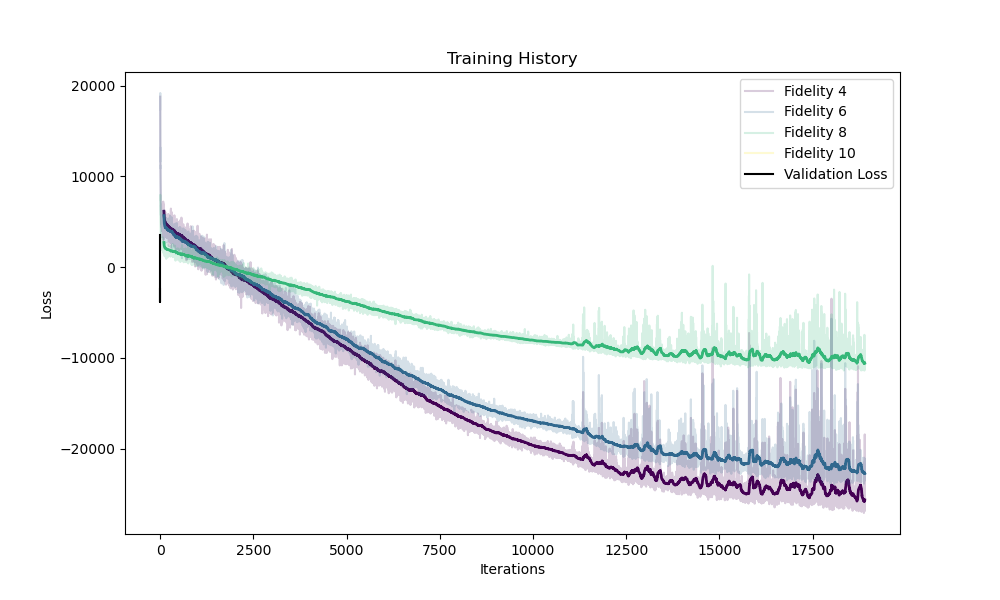 Training History
20000
10000
0
−10000
−20000
Loss
0 2500 5000 7500 10000 12500 15000 17500
Iterations
Fidelity 4
Fidelity 6
Fidelity 8
Fidelity 10
Validation Loss